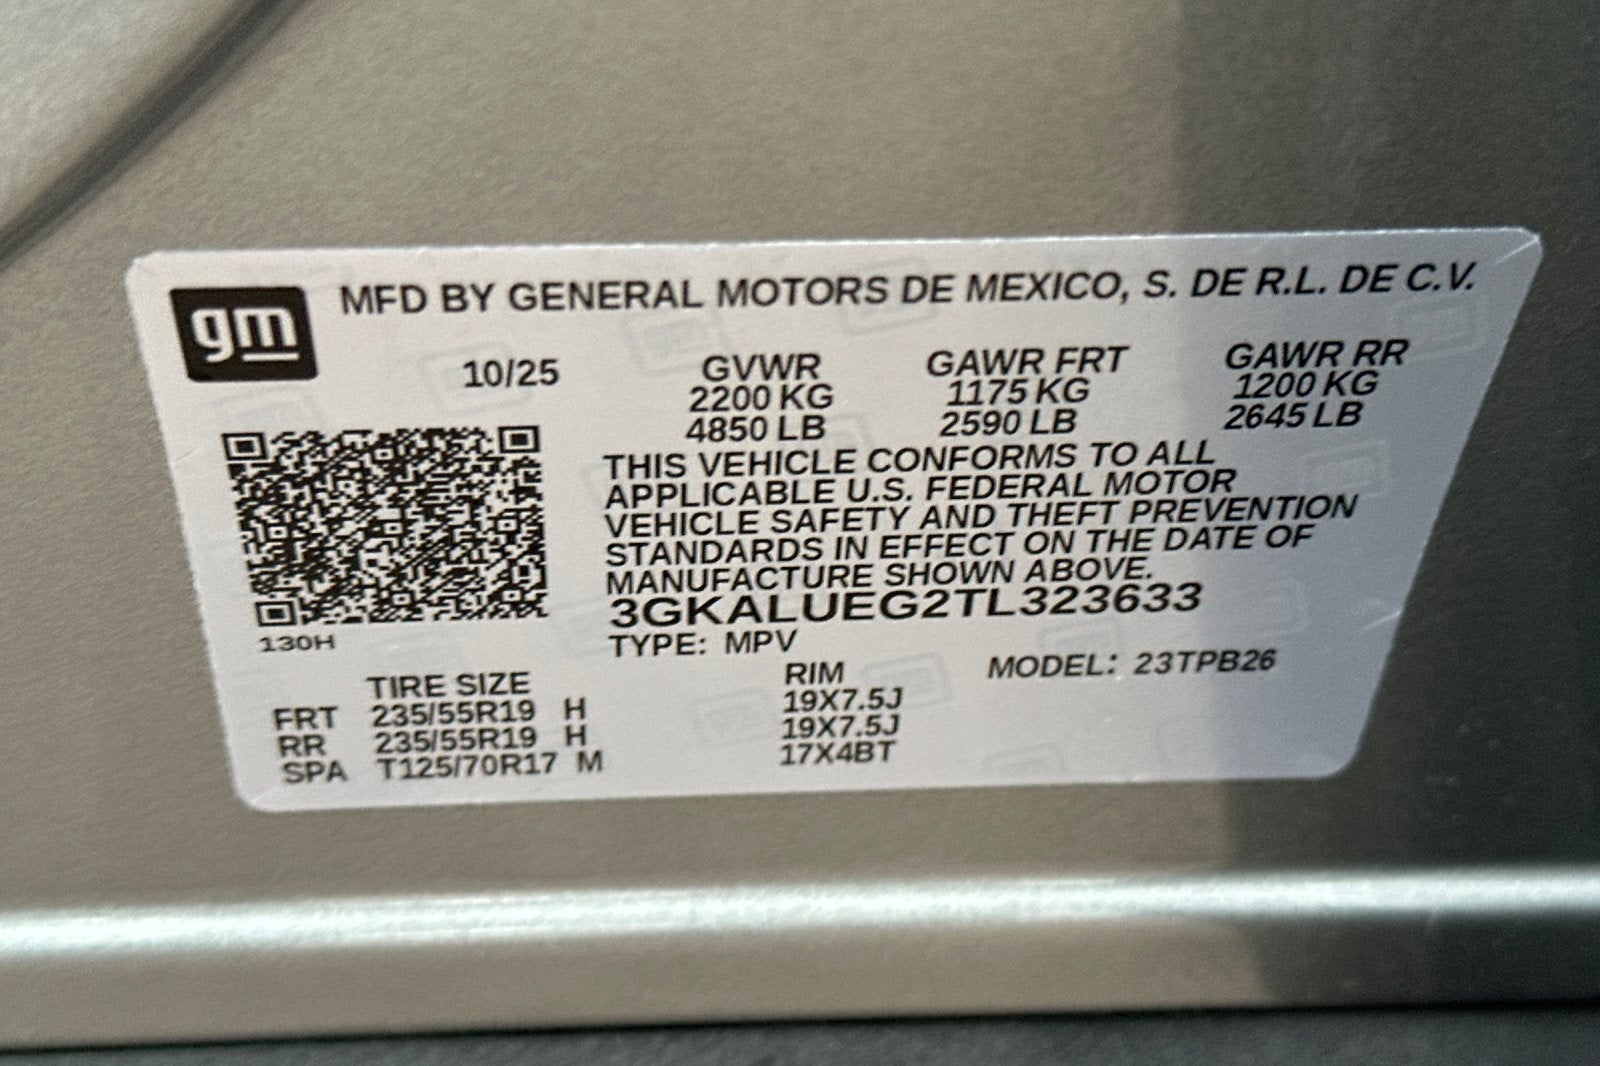 gm
MFD BY GENERAL MOTORS DE MEXICO, S. DE R.L. DE C.V.
10/25 GVWR GAWR FRT GAWR RR
2200 KG 1175 KG 1200 KG
4850 LB 2590 LB 2645 LB
THIS VEHICLE CONFORMS TO ALL
APPLICABLE U.S. FEDERAL MOTOR
VEHICLE SAFETY AND THEFT PREVENTION
STANDARDS IN EFFECT ON THE DATE OF
MANUFACTURE SHOWN ABOVE.
3GKALUEG2TL323633
130H
TYPE: MPV
MODEL: 23TPB26
TIRE SIZE RIM
FRT 235/55R19 H 19X7.5J
RR 235/55R19 H 19X7.5J
SPA T125/70R17 M 17X4BT